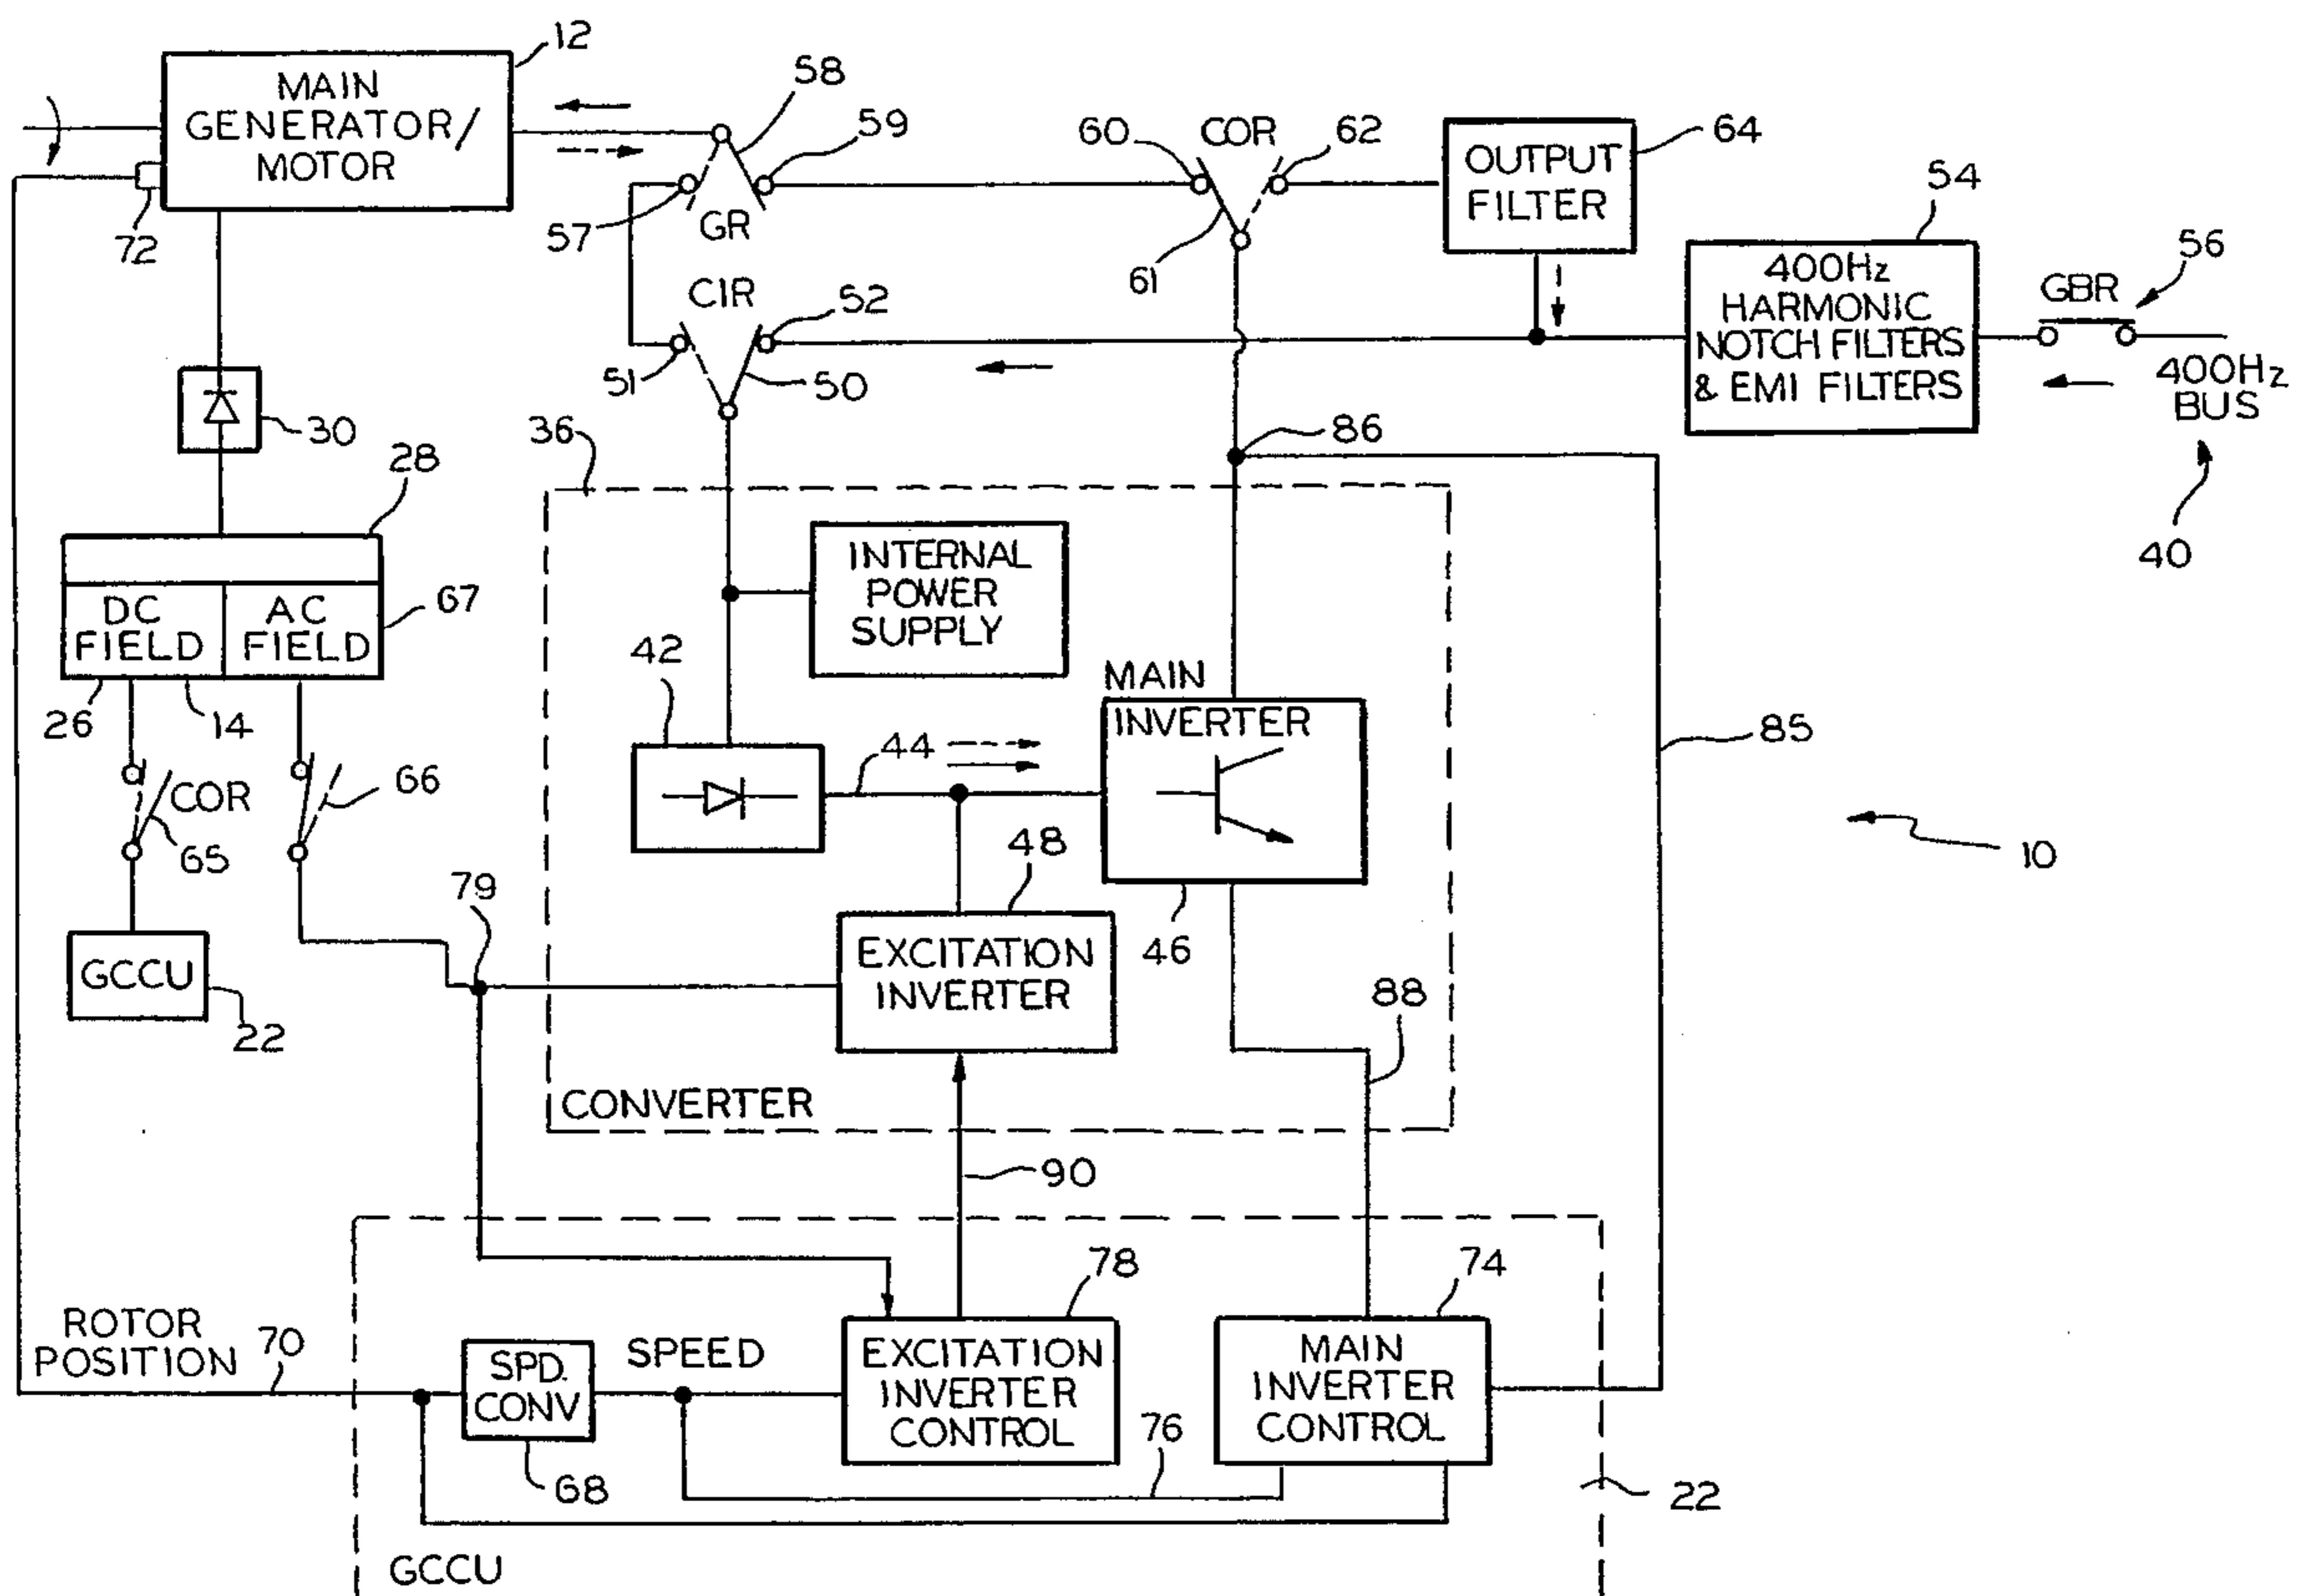 12
MAIN
GENERATOR/
MOTOR
72
58
59
57
GR
60
COR
62
61
OUTPUT
FILTER
64
54
400Hz
HARMONIC
NOTCH FILTERS
& EMI FILTERS
GBR
56
400Hz
BUS
40
CIR
52
51
50
30
36
86
28
DC
FIELD
AC
FIELD
67
26
14
INTERNAL
POWER
SUPPLY
42
44
MAIN
INVERTER
46
85
10
COR
65
66
GCCU
22
79
48
EXCITATION
INVERTER
88
CONVERTER
90
78
74
ROTOR
POSITION
70
SPD.
CONV
68
SPEED
EXCITATION
INVERTER
CONTROL
MAIN
INVERTER
CONTROL
76
22
GCCU